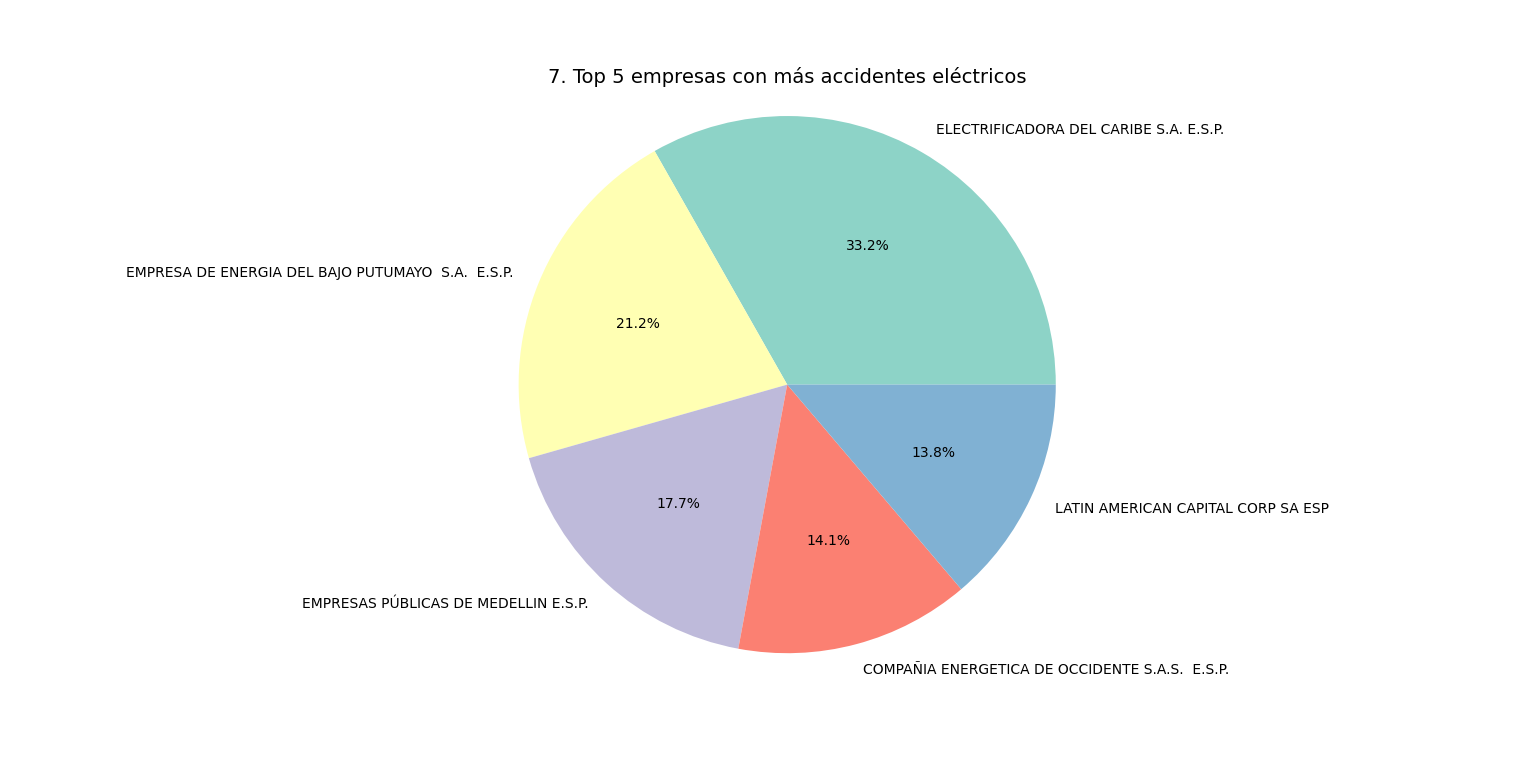 7. Top 5 empresas con más accidentes eléctricos
ELECTRIFICADORA DEL CARIBE S.A. E.S.P.
33.2%
EMPRESA DE ENERGIA DEL BAJO PUTUMAYO  S.A.  E.S.P.
21.2%
EMPRESAS PÚBLICAS DE MEDELLIN E.S.P.
17.7%
COMPAÑIA ENERGETICA DE OCCIDENTE S.A.S.  E.S.P.
14.1%
LATIN AMERICAN CAPITAL CORP SA ESP
13.8%